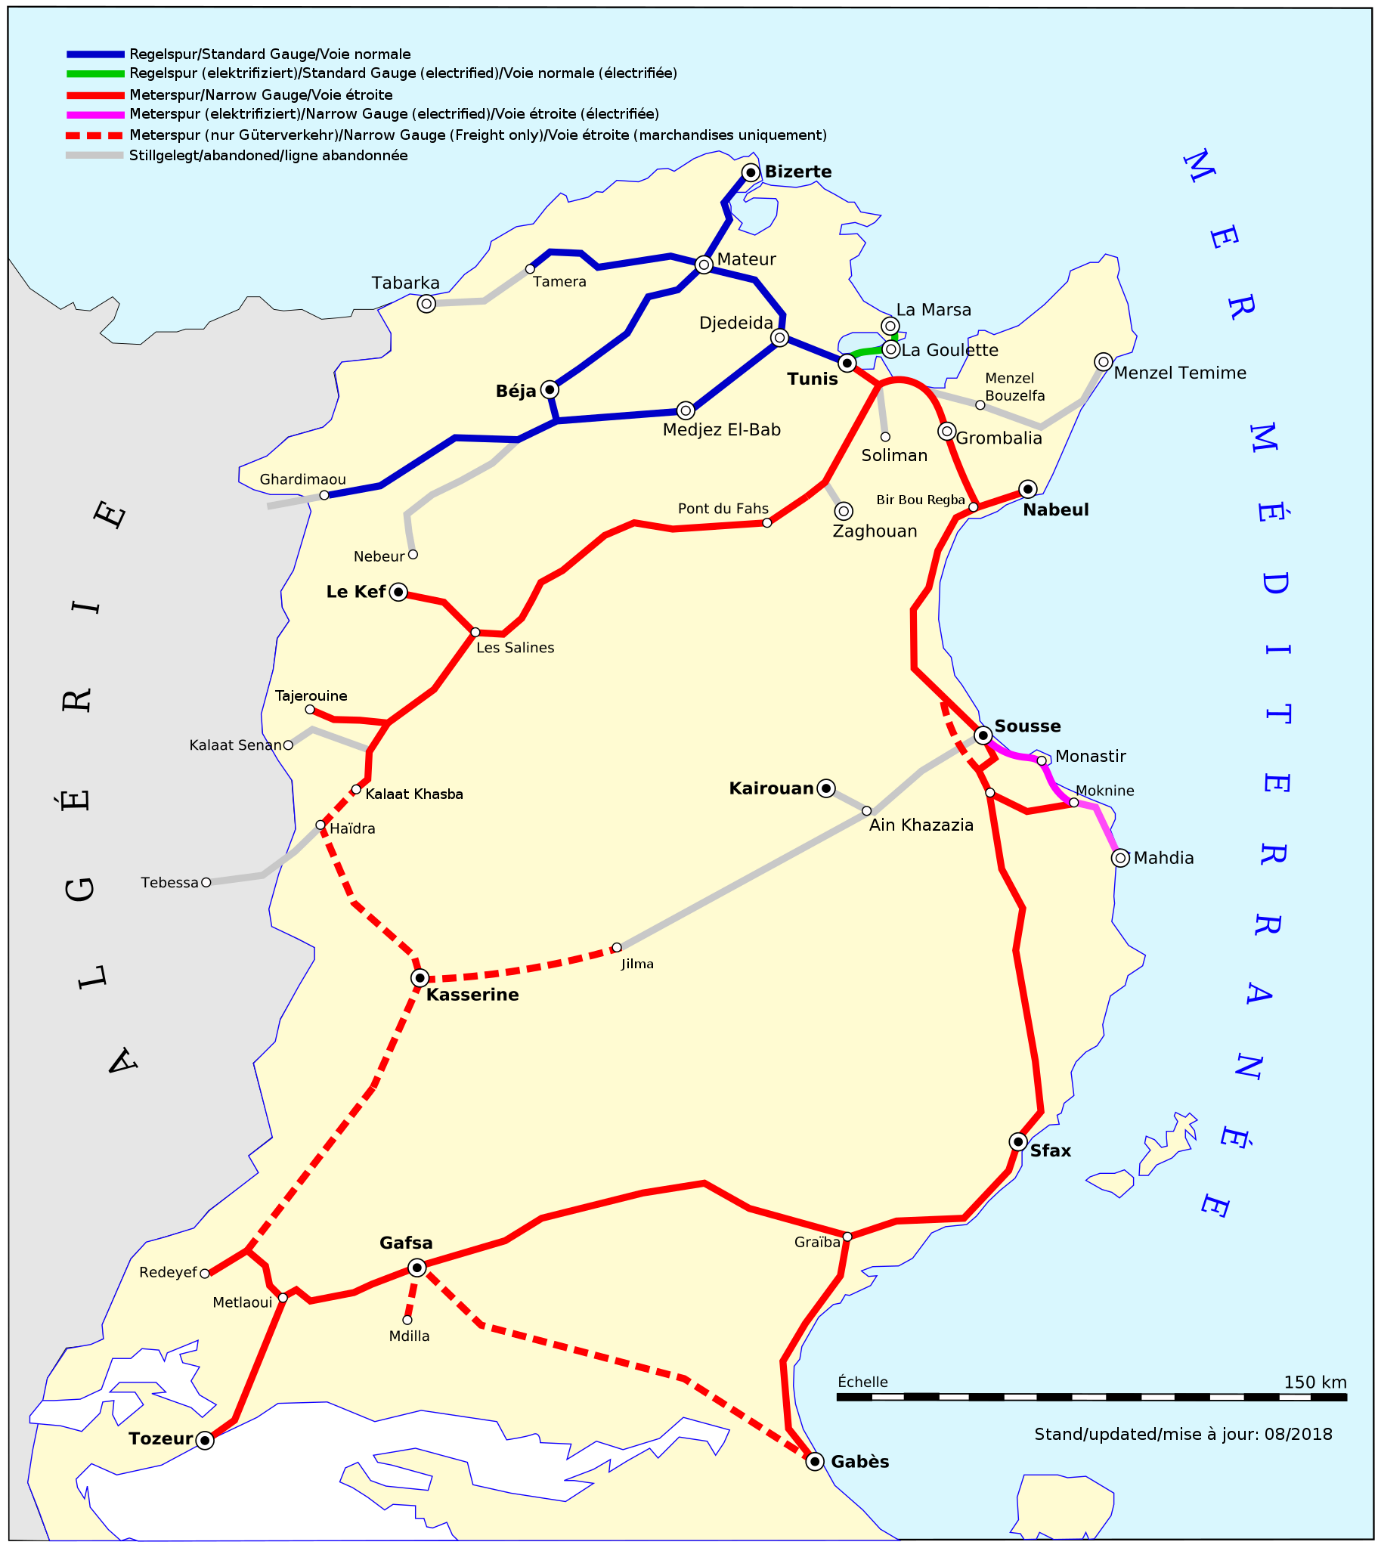 Regelspur/Standard Gauge/Voie normale
Regelspur (elektrifiziert)/Standard Gauge (electrified)/Voie normale (électrifiée)
Meterspur/Narrow Gauge/Voie étroite
Meterspur (elektrifiziert)/Narrow Gauge (electrified)/Voie étroite (électrifiée)
Meterspur (nur Güterverkehr)/Narrow Gauge (Freight only)/Voie étroite (marchandises uniquement)
Stillgelegt/abandoned/ligne abandonnée
MER MÉDITERRANÉE
ALGÉRIE
Bizerte
Mateur
Tamera
Tabarka
La Marsa
Djedeida
La Goulette
Tunis
Menzel Temime
Menzel
Bouzelfa
Béja
Medjez El-Bab
Grombalia
Soliman
Ghardimaou
Bir Bou Regba
Pont du Fahs
Nabeul
Zaghouan
Nebeur
Le Kef
Les Salines
Tajerouine
Sousse
Kalaat Senan
Monastir
Kairouan
Kalaat Khasba
Moknine
Ain Khazazia
Haïdra
Mahdia
Tebessa
Jilma
Kasserine
Sfax
Gafsa
Graïba
Redeyef
Metlaoui
Mdilla
Échelle
150 km
Stand/updated/mise à jour: 08/2018
Tozeur
Gabès